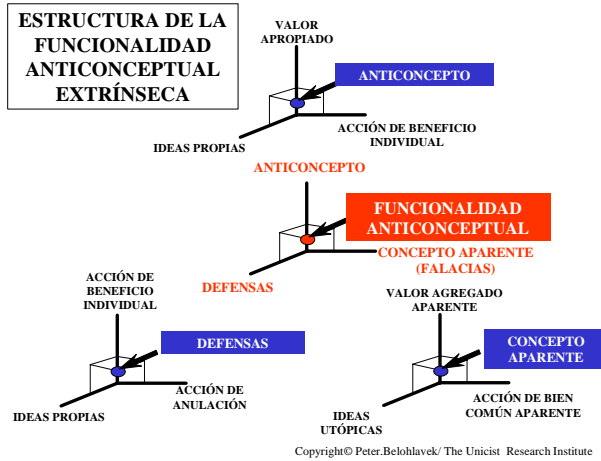 ESTRUCTURA DE LA
FUNCIONALIDAD
ANTICONCEPTUAL
EXTRÍNSECA
VALOR
APROPIADO
ANTICONCEPTO
ACCIÓN DE BENEFICIO
INDIVIDUAL
IDEAS PROPIAS
ANTICONCEPTO
FUNCIONALIDAD
ANTICONCEPTUAL
CONCEPTO APARENTE
(FALACIAS)
DEFENSAS
ACCIÓN DE
BENEFICIO
INDIVIDUAL
DEFENSAS
ACCIÓN DE
ANULACIÓN
IDEAS PROPIAS
VALOR AGREGADO
APARENTE
CONCEPTO
APARENTE
ACCIÓN DE BIEN
COMÚN APARENTE
IDEAS
UTÓPICAS
Copyright© Peter.Belohlavek/ The Unicist Research Institute